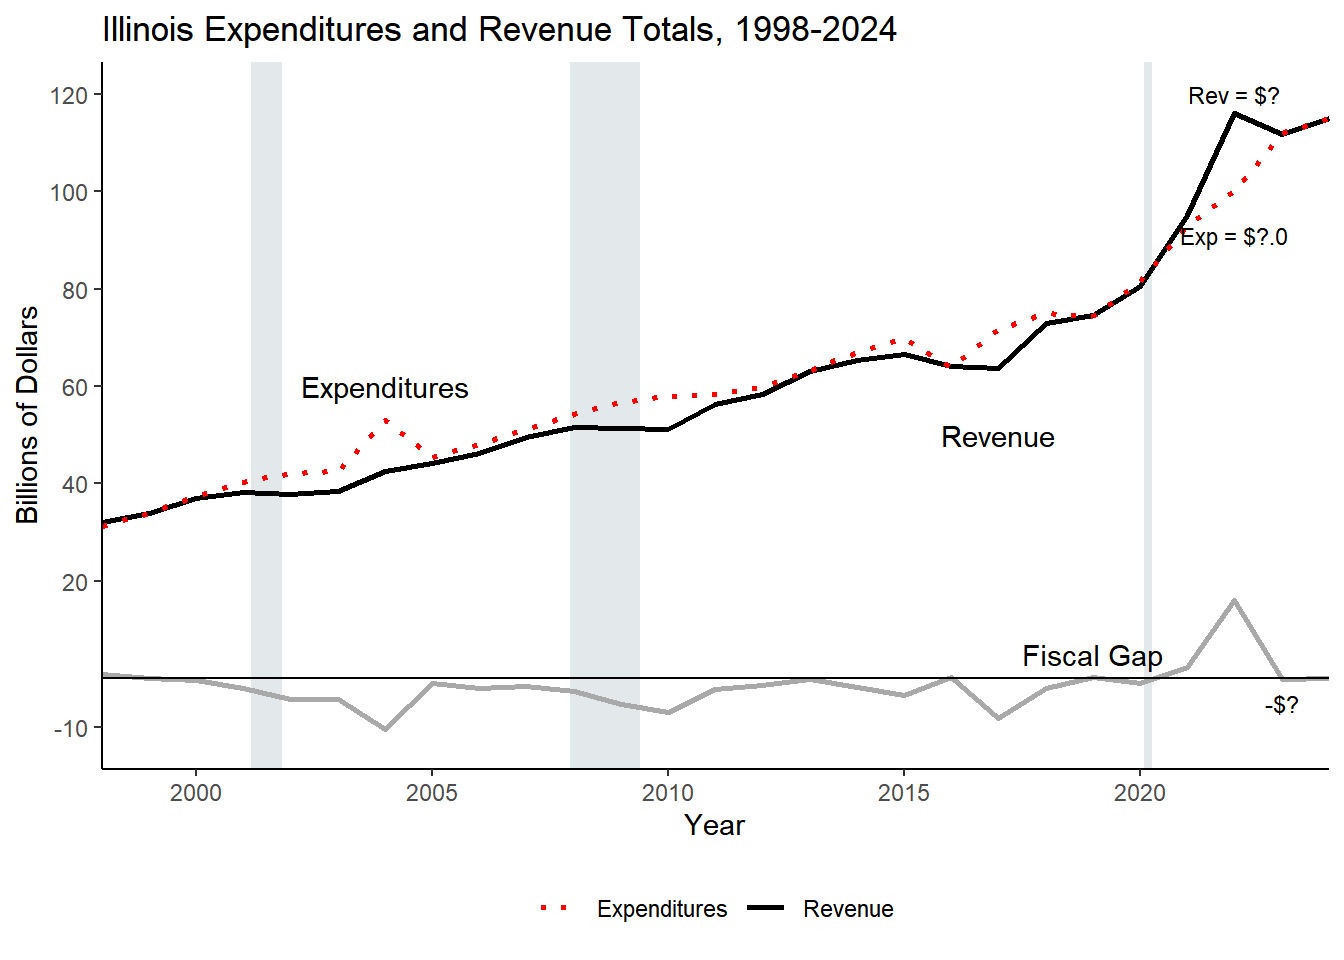 Illinois Expenditures and Revenue Totals, 1998-2024
120
100
80
60
40
20
-10
Billions of Dollars
Rev = $?
Exp = $?.0
Expenditures
Revenue
Fiscal Gap
-$?
2000 2005 2010 2015 2020
Year
Expenditures Revenue